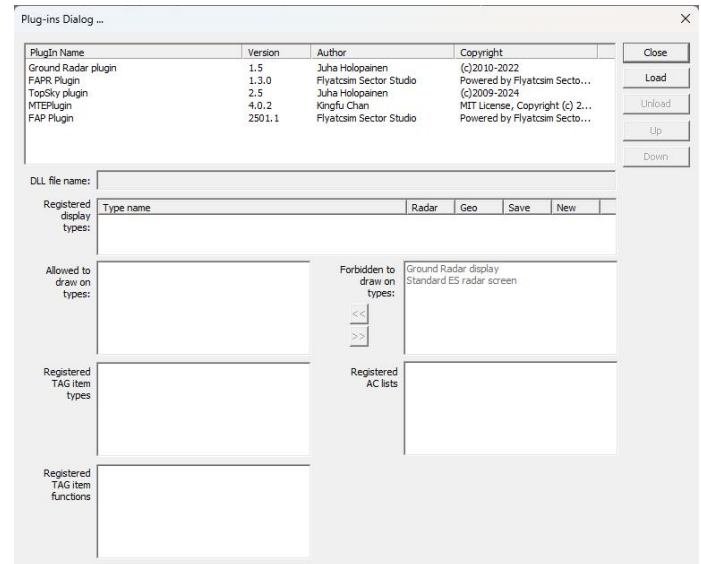 Plug-ins Dialog ...
PlugIn Name Version Author Copyright
Ground Radar plugin 1.5 Juha Holopainen (c)2010-2022
FAPR Plugin 1.3.0 Flyatcsim Sector Studio Powered by Flyatcsim Secto...
TopSky plugin 2.5 Juha Holopainen (c)2009-2024
MTEPlugin 4.0.2 Kingfu Chan MIT License, Copyright (c) 2...
FAP Plugin 2501.1 Flyatcsim Sector Studio Powered by Flyatcsim Secto...
Close
Load
Unload
Up
Down
DLL file name:
Registered
display
types:
Type name Radar Geo Save New
Allowed to
draw on
types:
Forbidden to
draw on
types:
<<
>>
Ground Radar display
Standard ES radar screen
Registered
TAG item
types
Registered
AC lists
Registered
TAG item
functions